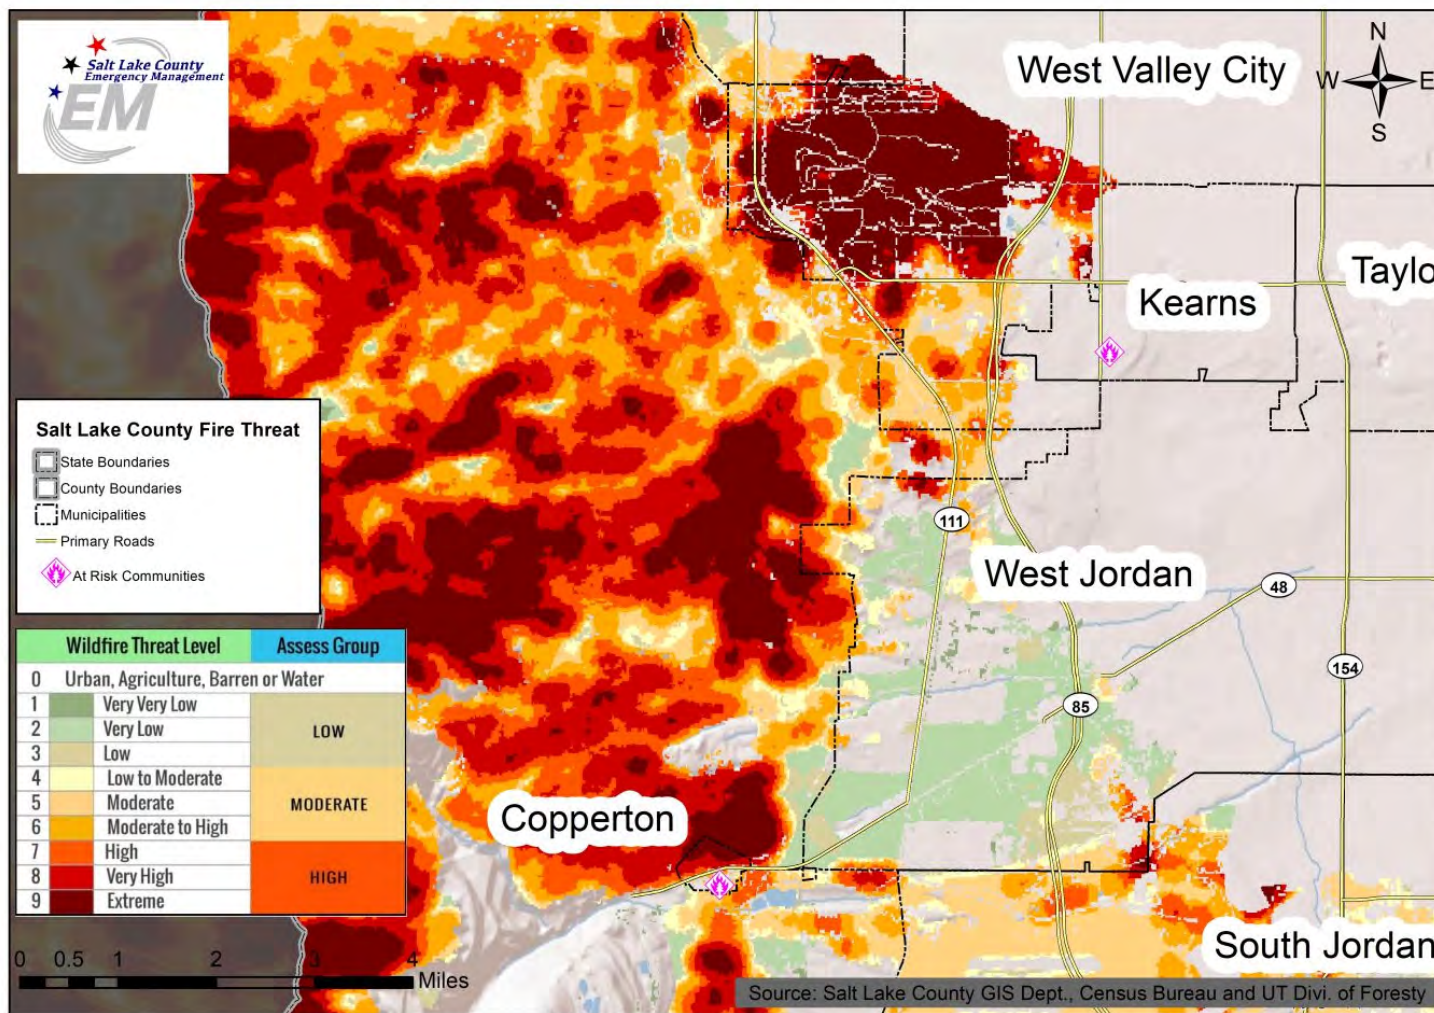 Salt Lake County
Emergency Management
EM
N
W E
S
West Valley City
Taylo
Kearns
111
West Jordan
48
154
85
Copperton
South Jordan
Salt Lake County Fire Threat
State Boundaries
County Boundaries
Municipalities
Primary Roads
At Risk Communities
Wildfire Threat Level Assess Group
0 Urban, Agriculture, Barren or Water
1 Very Very Low
2 Very Low
LOW
3 Low
4 Low to Moderate
5 Moderate
MODERATE
6 Moderate to High
7 High
8 Very High
HIGH
9 Extreme
0 0.5 1 2 3 4
Miles
Source: Salt Lake County GIS Dept., Census Bureau and UT Divi. of Foresty